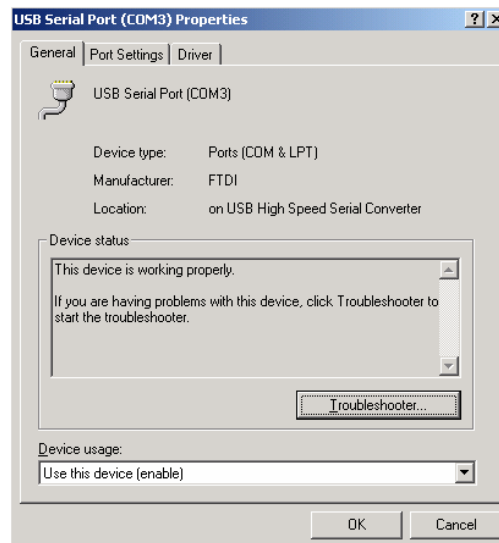 USB Serial Port (COM3) Properties
General Port Settings Driver
USB Serial Port (COM3)
Device type: Ports (COM & LPT)
Manufacturer: FTDI
Location: on USB High Speed Serial Converter
Device status
This device is working properly.
If you are having problems with this device, click Troubleshooter to
start the troubleshooter.
Troubleshooter...
Device usage:
Use this device (enable)
OK Cancel